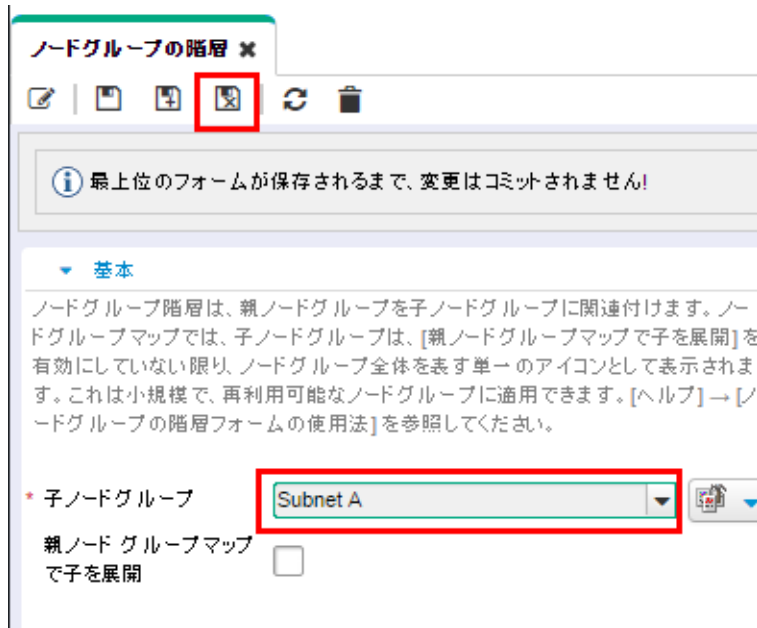 ノードグループの階層
最上位のフォームが保存されるまで、変更はコミットされません!
基本
ノードグループ階層は、親ノードグループを子ノードグループに関連付けます。ノー
ドグループマップでは、子ノードグループは、[親ノードグループマップで子を展開]を
有効にしていない限り、ノードグループ全体を表す単一のアイコンとして表示されま
す。これは小規模で、再利用可能なノードグループに適用できます。[ヘルプ]→[ノ
ードグループの階層フォームの使用法]を参照してください。
* 子ノードグループ Subnet A
親ノード グループマップ
で子を展開